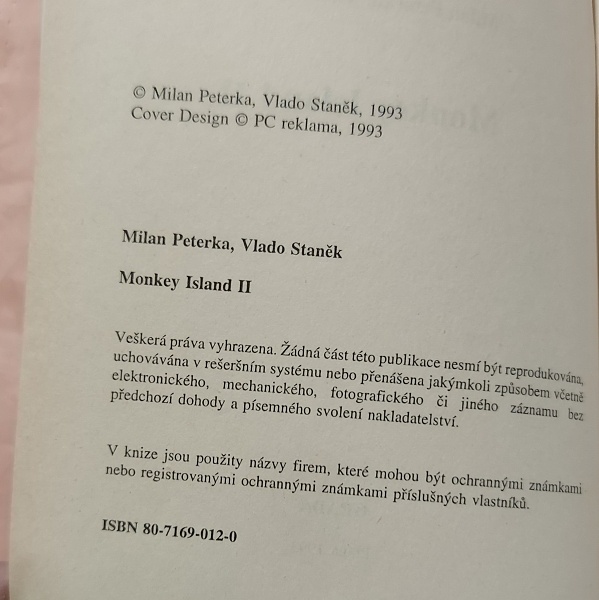 © Milan Peterka, Vlado Staněk, 1993
Cover Design © PC reklama, 1993
Milan Peterka, Vlado Staněk
Monkey Island II
Veškerá práva vyhrazena. Žádná část této publikace nesmí být reprodukována,
uchovávána v rešeršním systému nebo přenášena jakýmkoli způsobem včetně
elektronického, mechanického, fotografického či jiného záznamu bez
předchozí dohody a písemného svolení nakladatelství.
V knize jsou použity názvy firem, které mohou být ochrannými známkami
nebo registrovanými ochrannými známkami příslušných vlastníků.
ISBN 80-7169-012-0